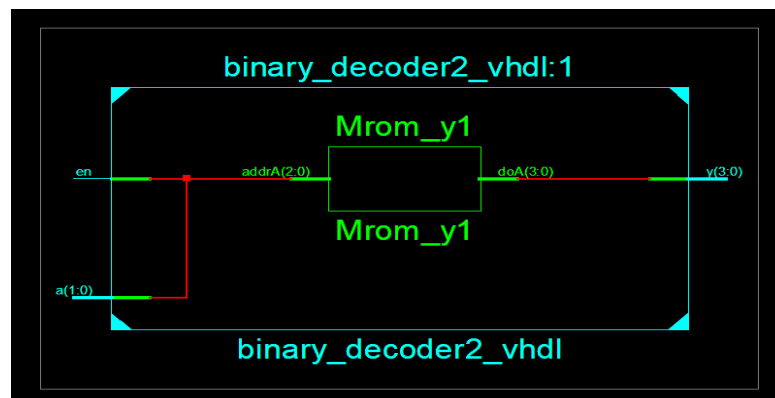 binary_decoder2_vhdl:1
Mrom_y1
en
addrA(2:0)
doA(3:0)
y(3:0)
Mrom_y1
a(1:0)
binary_decoder2_vhdl